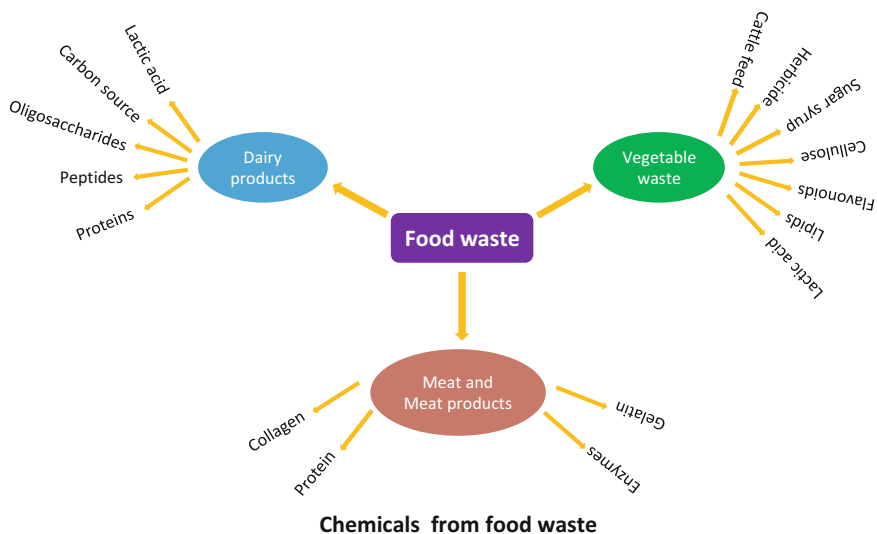 Lactic acid
Carbon source
Oligosaccharides
Peptides
Proteins
Dairy
products
Cattle feed
Herbicide
Sugar syrup
Cellulose
Flavonoids
Lipids
Lactic acid
Vegetable
waste
Food waste
Meat and
Meat products
Collagen
Protein
Gelatin
Enzymes
Chemicals from food waste